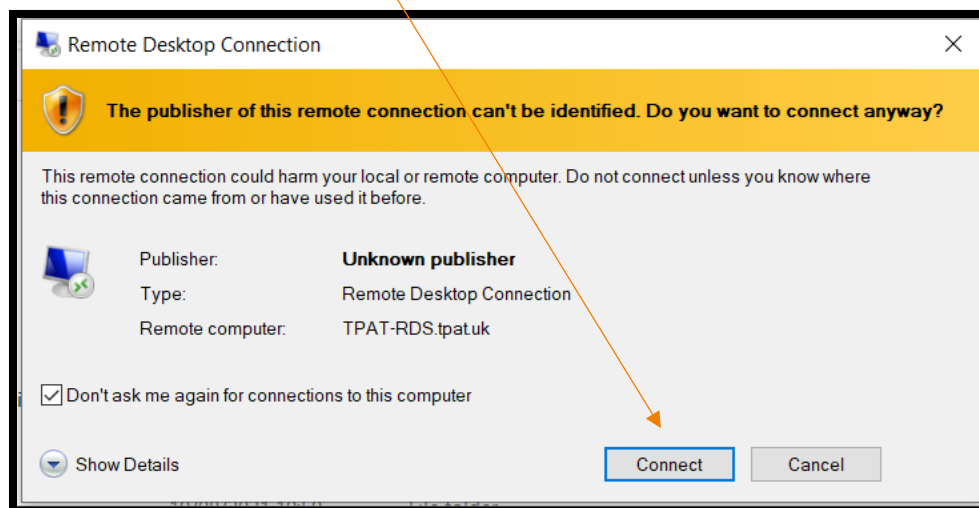 Remote Desktop Connection
The publisher of this remote connection can't be identified. Do you want to connect anyway?
This remote connection could harm your local or remote computer. Do not connect unless you know where
this connection came from or have used it before.
Publisher: Unknown publisher
Type: Remote Desktop Connection
Remote computer: TPAT-RDS.tpat.uk
Don't ask me again for connections to this computer
Show Details Connect Cancel